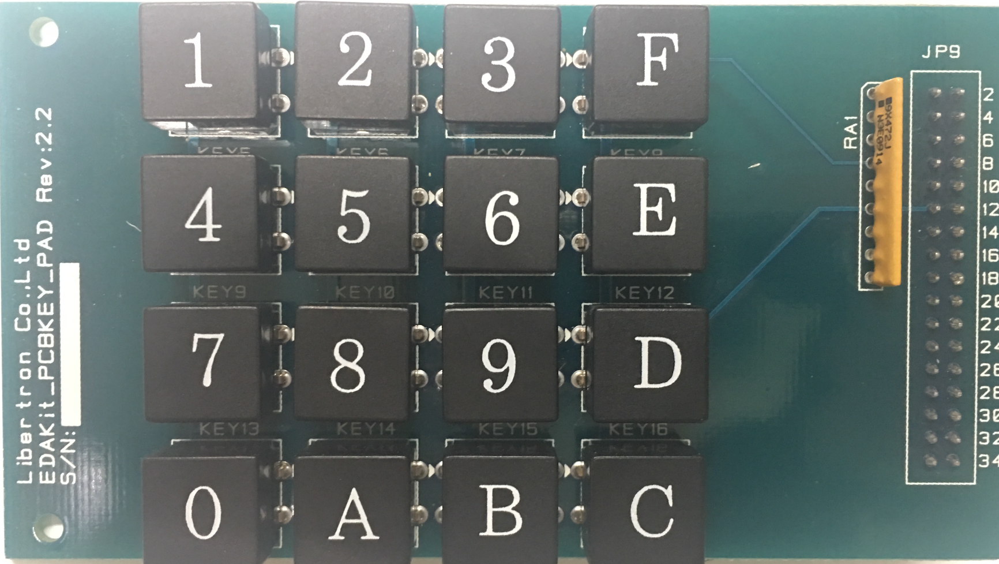 1 2 3 F
JP9
KEY5 KEY6 KEY7 KEY8
4 5 6 E
KEY9 KEY10 KEY11 KEY12
7 8 9 D
KEY13 KEY14 KEY15 KEY16
0 A B C
Libertron Co.,Ltd
EDAKit_PCBKEY_PAD Rev:2.2
S/N:
RA1
9X472J
2
4
6
8
10
12
14
16
18
20
22
24
26
28
30
32
34